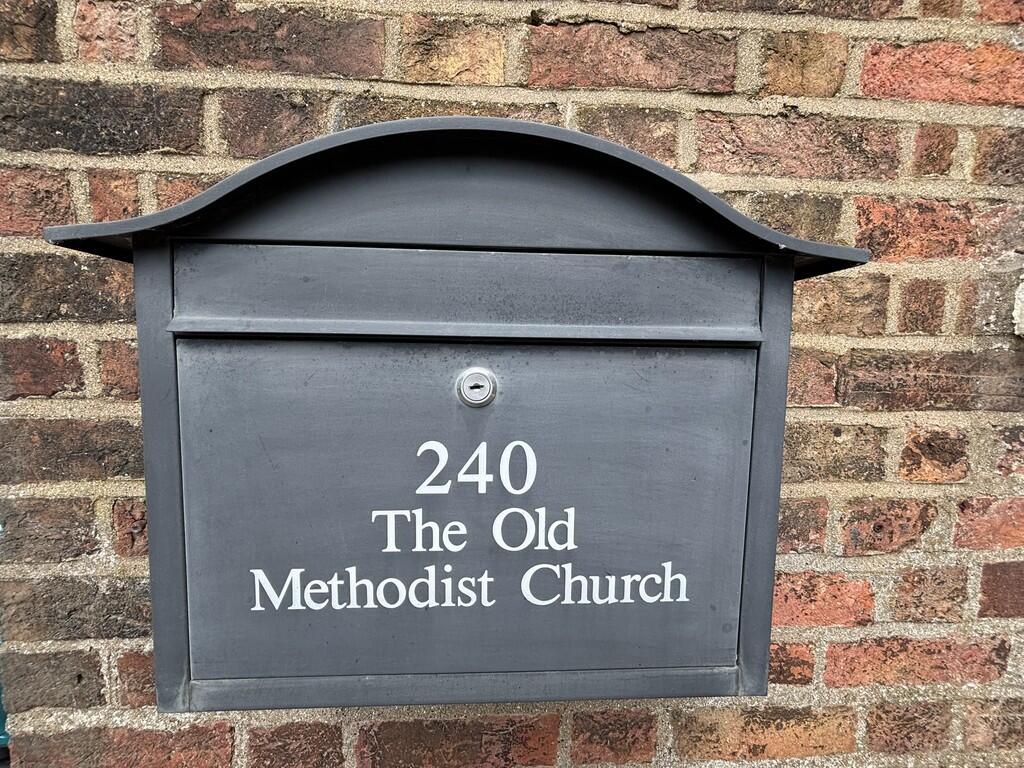 240
The Old
Methodist Church